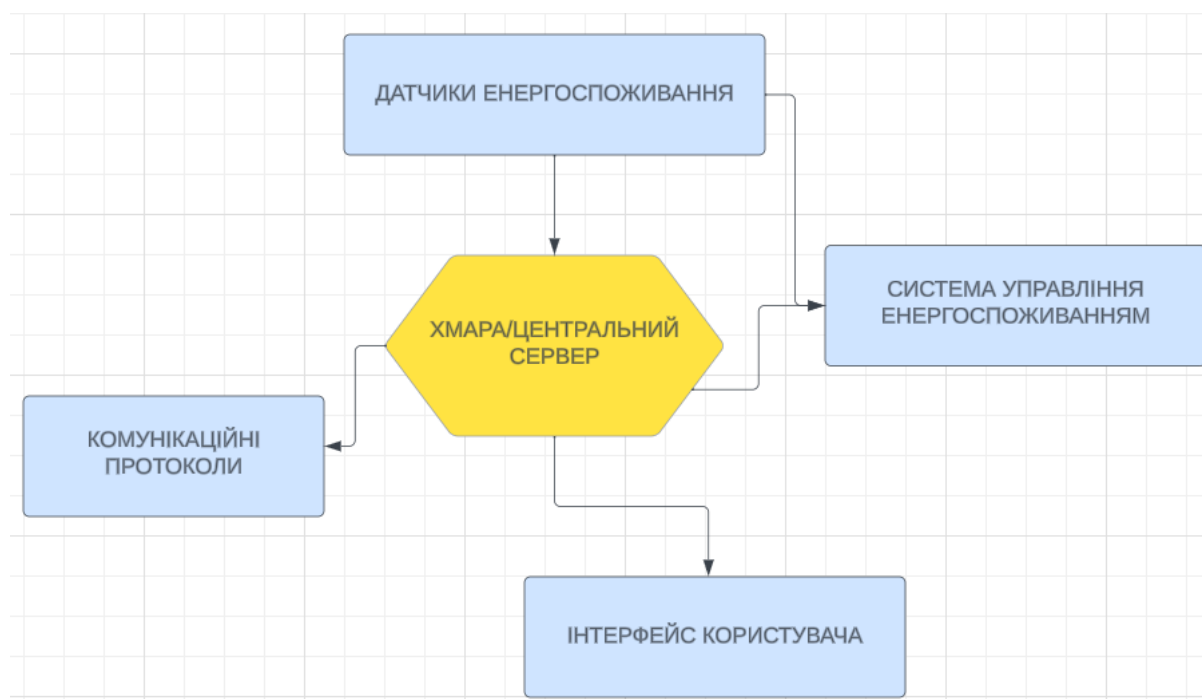 ДАТЧИКИ ЕНЕРГОСПОЖИВАННЯ
СИСТЕМА УПРАВЛІННЯ
ЕНЕРГОСПОЖИВАННЯМ
ХМАРА/ЦЕНТРАЛЬНИЙ
СЕРВЕР
КОМУНІКАЦІЙНІ
ПРОТОКОЛИ
ІНТЕРФЕЙС КОРИСТУВАЧА